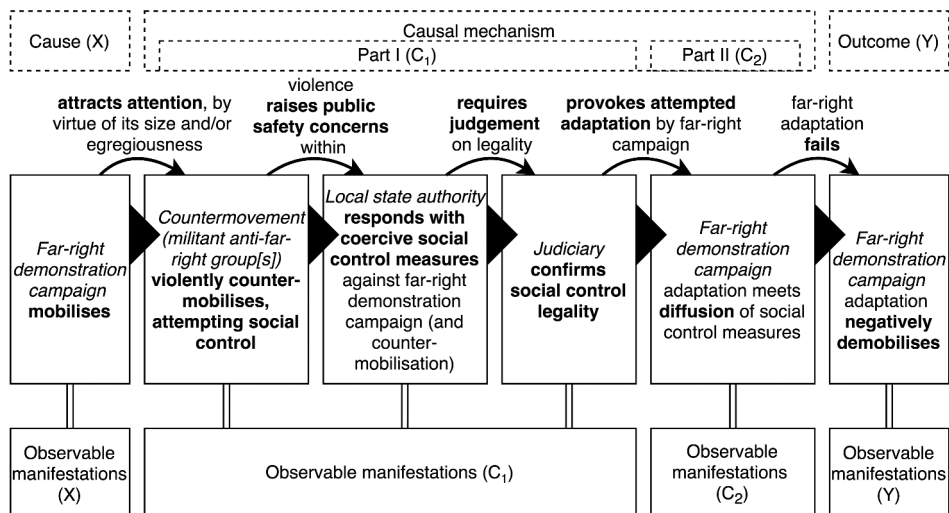 Cause (X)
Causal mechanism
Part I (C₁)
Part II (C₂)
Outcome (Y)
attracts attention, by
virtue of its size and/or
egregiousness
violence
raises public
safety concerns
within
requires
judgement
on legality
provokes attempted
adaptation by far-right
campaign
far-right
adaptation
fails
Far-right
demonstration
campaign
mobilises
Countermovement
(militant anti-far-
right group[s])
violently counter-
mobilises,
attempting social
control
Local state authority
responds with
coercive social
control measures
against far-right
demonstration
campaign (and
counter-
mobilisation)
Judiciary
confirms
social control
legality
Far-right
demonstration
campaign
adaptation meets
diffusion of social
control measures
Far-right
demonstration
campaign
adaptation
negatively
demobilises
Observable
manifestations
(X)
Observable manifestations (C₁)
Observable
manifestations
(C₂)
Observable
manifestations
(Y)